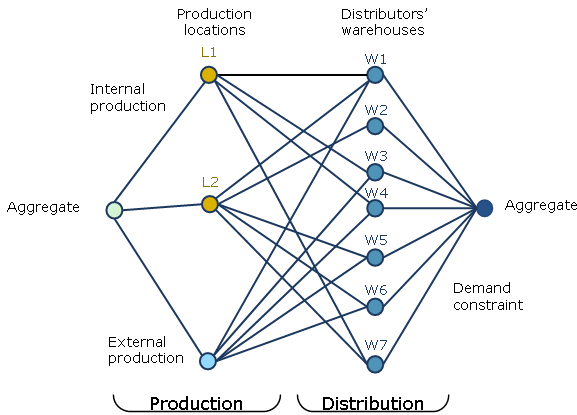 Production
locations
Distributors’
warehouses
L1
W1
Internal
production
W2
W3
L2
W4
Aggregate
Aggregate
W5
W6
Demand
constraint
External
production
W7
Production
Distribution